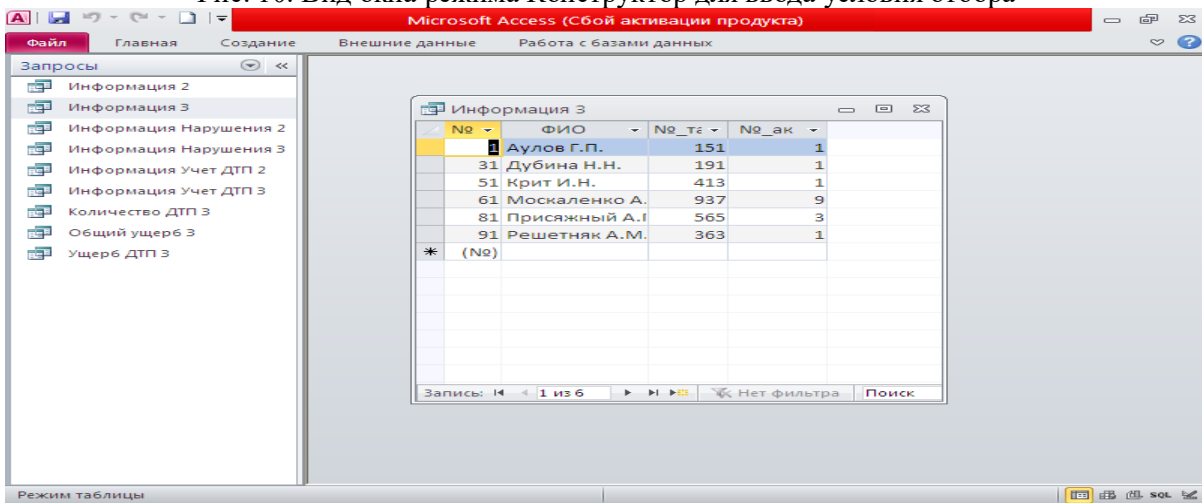 Рис. 10. Вид окна режима Конструктор для ввода условия отбора
Microsoft Access (Сбой активации продукта)
Файл Главная Создание Внешние данные Работа с базами данных
Запросы
Информация 2
Информация 3
Информация Нарушения 2
Информация Нарушения 3
Информация Учет ДТП 2
Информация Учет ДТП 3
Количество ДТП 3
Общий ущерб 3
Ущерб ДТП 3
Информация 3
№ ФИО №_та №_ак
1 Аулов Г.П. 151 1
31 Дубина Н.Н. 191 1
51 Крит И.Н. 413 1
61 Москаленко А. 937 9
81 Присяжный А.Г 565 3
91 Решетняк А.М. 363 1
(№)
Запись: 1 из 6 Нет фильтра Поиск
Режим таблицы SQL